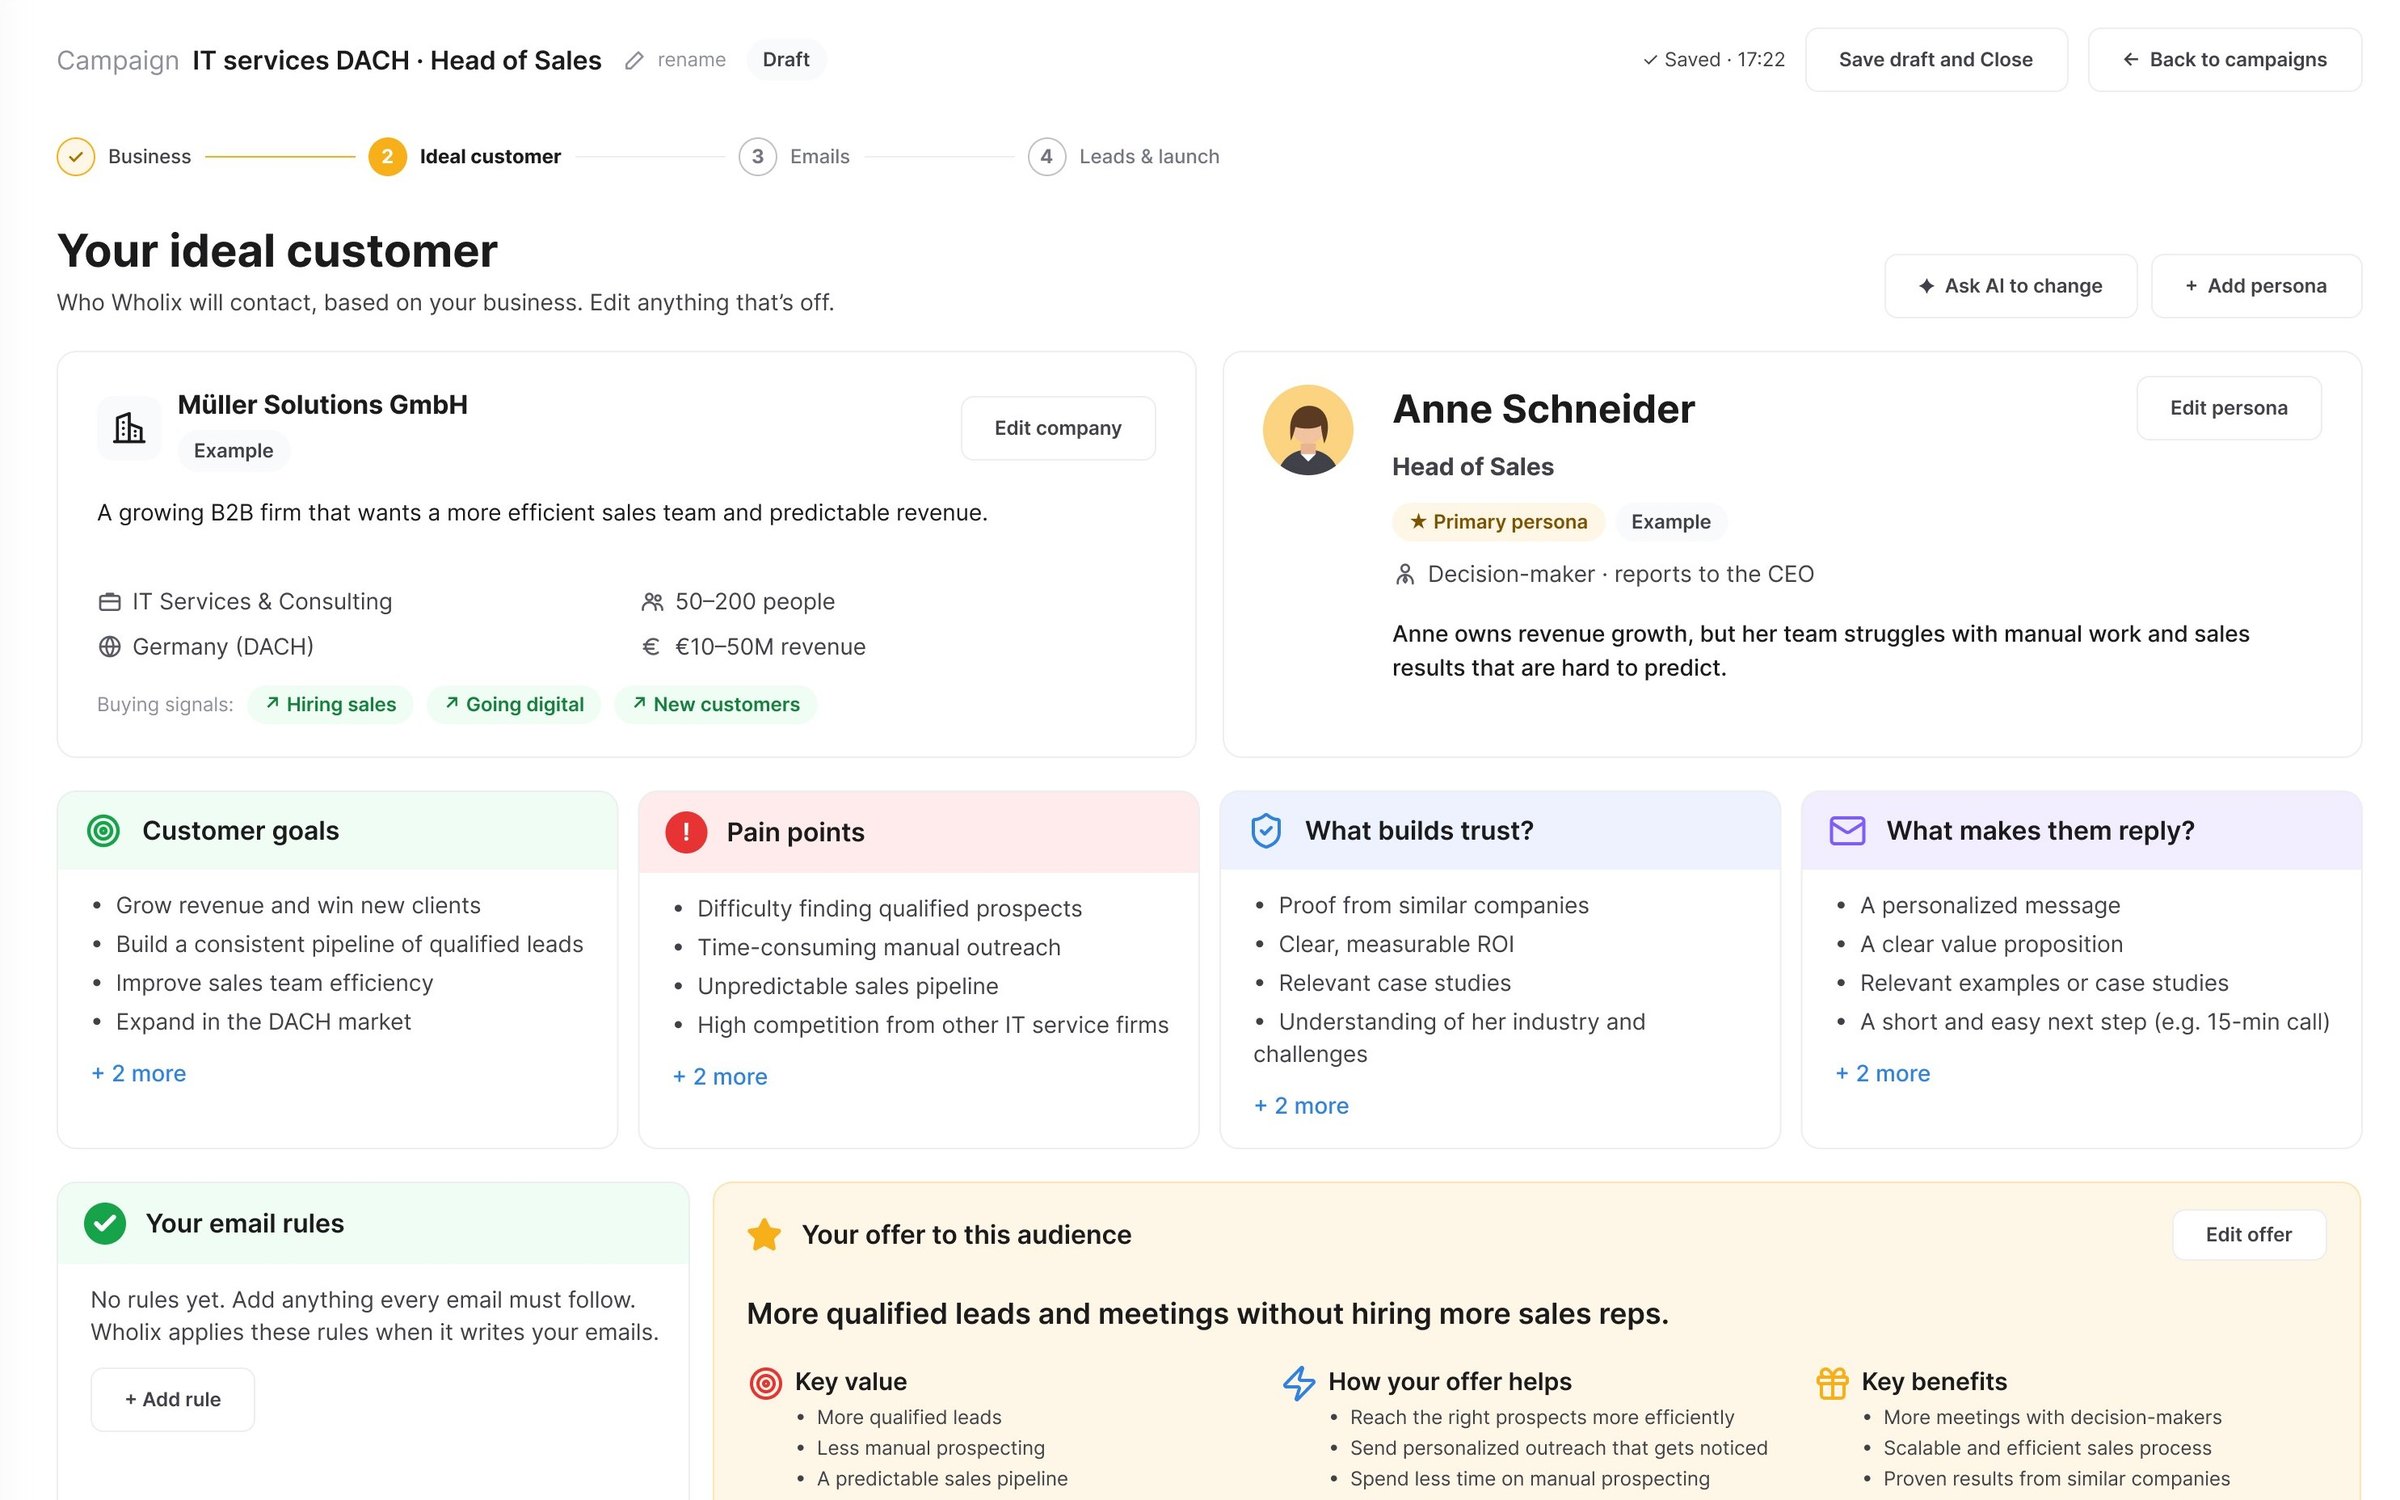 Campaign IT services DACH · Head of Sales rename Draft
✓ Saved · 17:22 Save draft and Close ← Back to campaigns
Business 2 Ideal customer 3 Emails 4 Leads & launch
Your ideal customer
Who Wholix will contact, based on your business. Edit anything that's off.
Ask AI to change + Add persona
Müller Solutions GmbH
Example
Edit company
A growing B2B firm that wants a more efficient sales team and predictable revenue.
IT Services & Consulting 50–200 people
Germany (DACH) € €10–50M revenue
Buying signals: ↗ Hiring sales ↗ Going digital ↗ New customers
Anne Schneider
Edit persona
Head of Sales
★ Primary persona Example
Decision-maker · reports to the CEO
Anne owns revenue growth, but her team struggles with manual work and sales
results that are hard to predict.
Customer goals
• Grow revenue and win new clients
• Build a consistent pipeline of qualified leads
• Improve sales team efficiency
• Expand in the DACH market
+ 2 more
! Pain points
• Difficulty finding qualified prospects
• Time-consuming manual outreach
• Unpredictable sales pipeline
• High competition from other IT service firms
+ 2 more
What builds trust?
• Proof from similar companies
• Clear, measurable ROI
• Relevant case studies
• Understanding of her industry and
challenges
+ 2 more
What makes them reply?
• A personalized message
• A clear value proposition
• Relevant examples or case studies
• A short and easy next step (e.g. 15-min call)
+ 2 more
Your email rules
No rules yet. Add anything every email must follow.
Wholix applies these rules when it writes your emails.
+ Add rule
Your offer to this audience
Edit offer
More qualified leads and meetings without hiring more sales reps.
Key value
• More qualified leads
• Less manual prospecting
• A predictable sales pipeline
How your offer helps
• Reach the right prospects more efficiently
• Send personalized outreach that gets noticed
• Spend less time on manual prospecting
Key benefits
• More meetings with decision-makers
• Scalable and efficient sales process
• Proven results from similar companies